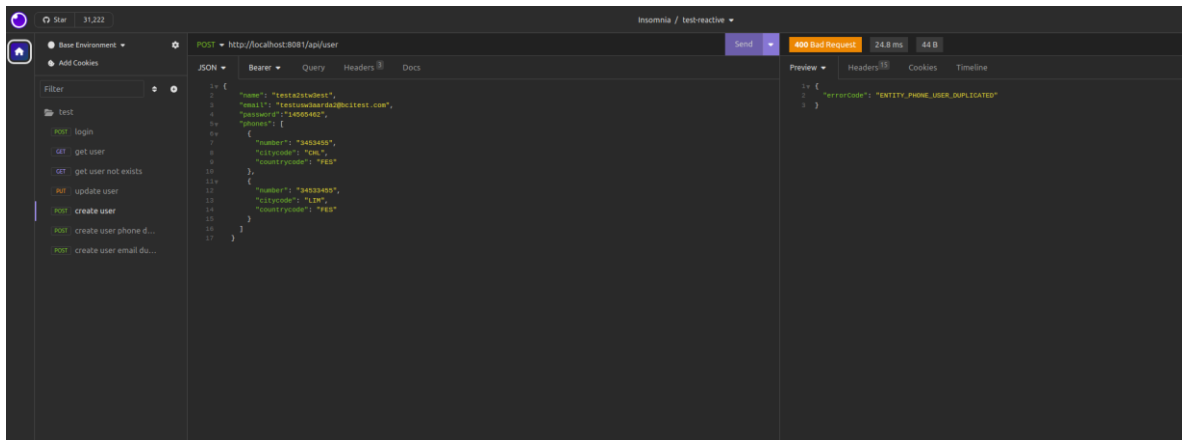 Star 31,222
Insomnia / test-reactive
Base Environment
Add Cookies
Filter
test
POST login
GET get user
GET get user not exists
PUT update user
POST create user
POST create user phone d...
POST create user email du...
POST http://localhost:8081/api/user
Send
JSON Bearer Query Headers 3 Docs
1 {
2 "name": "testa2stw3est",
3 "email": "testusw3aarda2@bcitest.com",
4 "password":"14565402",
5 "phones": [
6 {
7 "number": "3453455",
8 "citycode": "CHL",
9 "countrycode": "PES"
10 },
11 {
12 "number": "34533455",
13 "citycode": "LIM",
14 "countrycode": "PES"
15 }
16 ]
17 }
400 Bad Request 24.8 ms 44 B
Preview Headers 15 Cookies Timeline
1 {
2 "errorCode": "ENTITY_PHONE_USER_DUPLICATED"
3 }